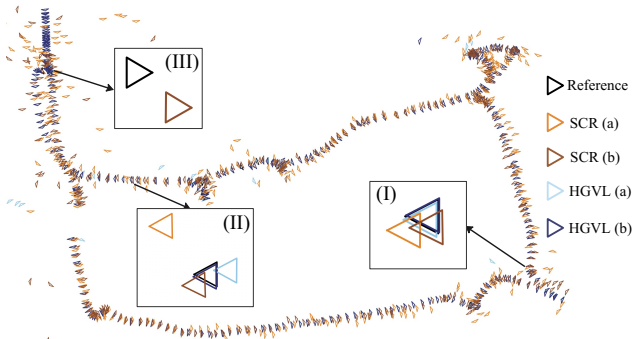 (III)
Reference
SCR (a)
SCR (b)
HGVL (a)
HGVL (b)
(I)
(II)